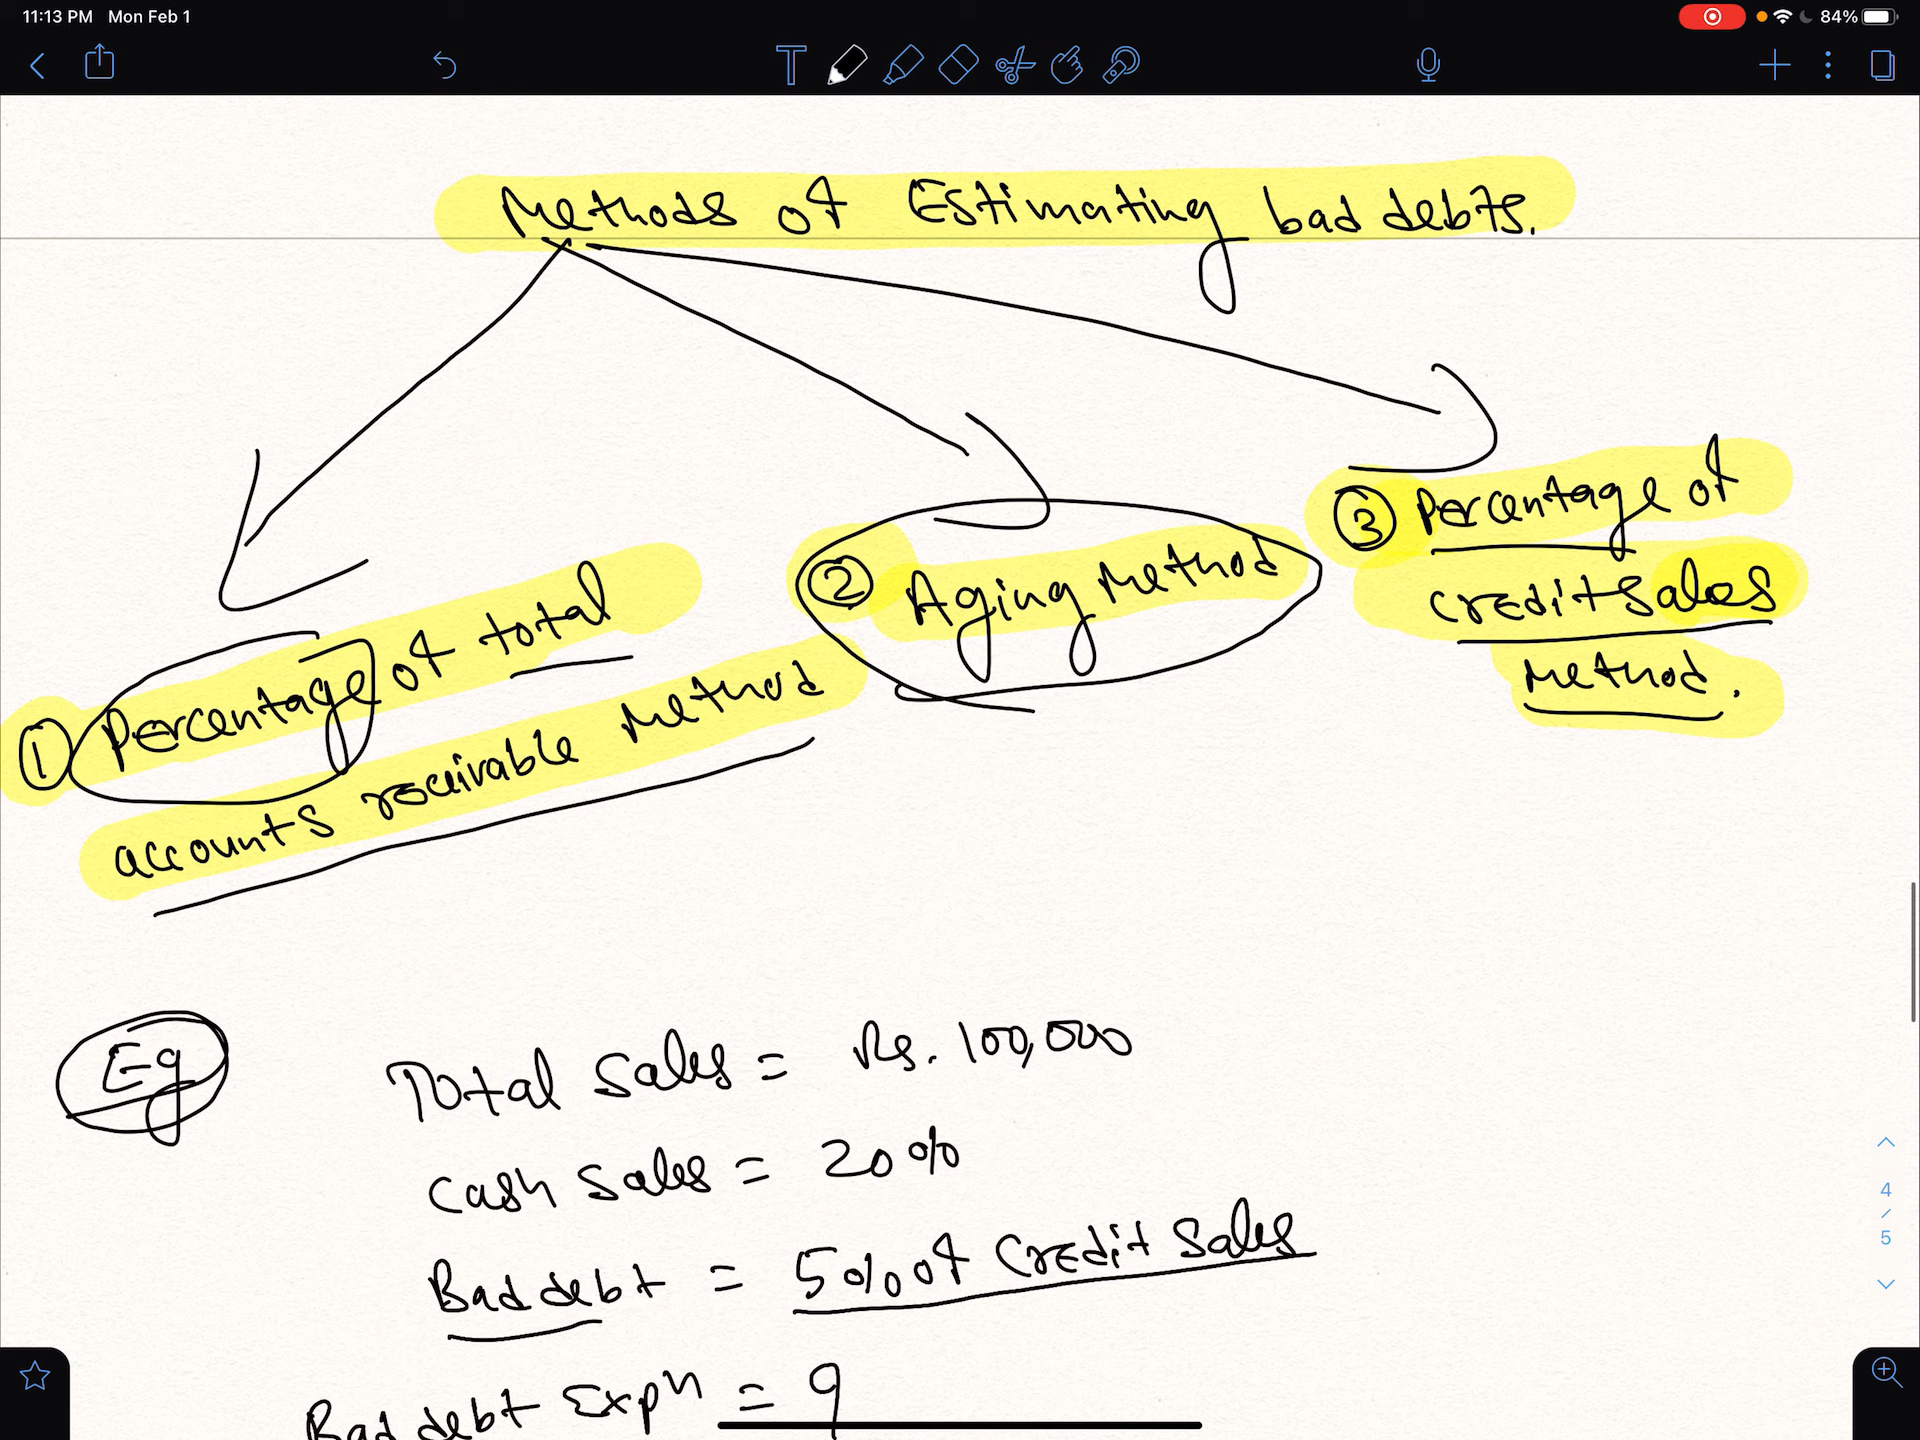 11:13 PM Mon Feb 1
84%
T
Methods of Estimating bad debts.
① Percentage of total
accounts receivable Method
② Aging Method
③ Percentage of
credit sales
Method.
Eg
Total Sales = Rs. 100,000
Cash Sales = 20%
Bad debt = 5% of Credit Sales
Bad debt Expn = ?
4
/
5